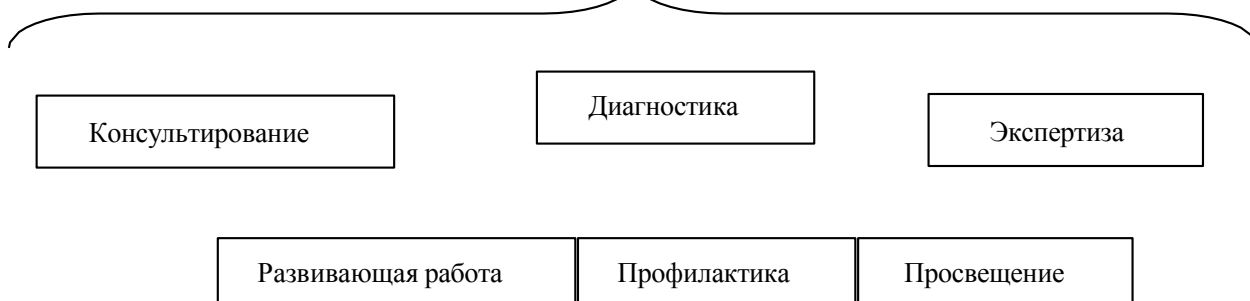 Консультирование
Диагностика
Экспертиза
Развивающая работа
Профилактика
Просвещение